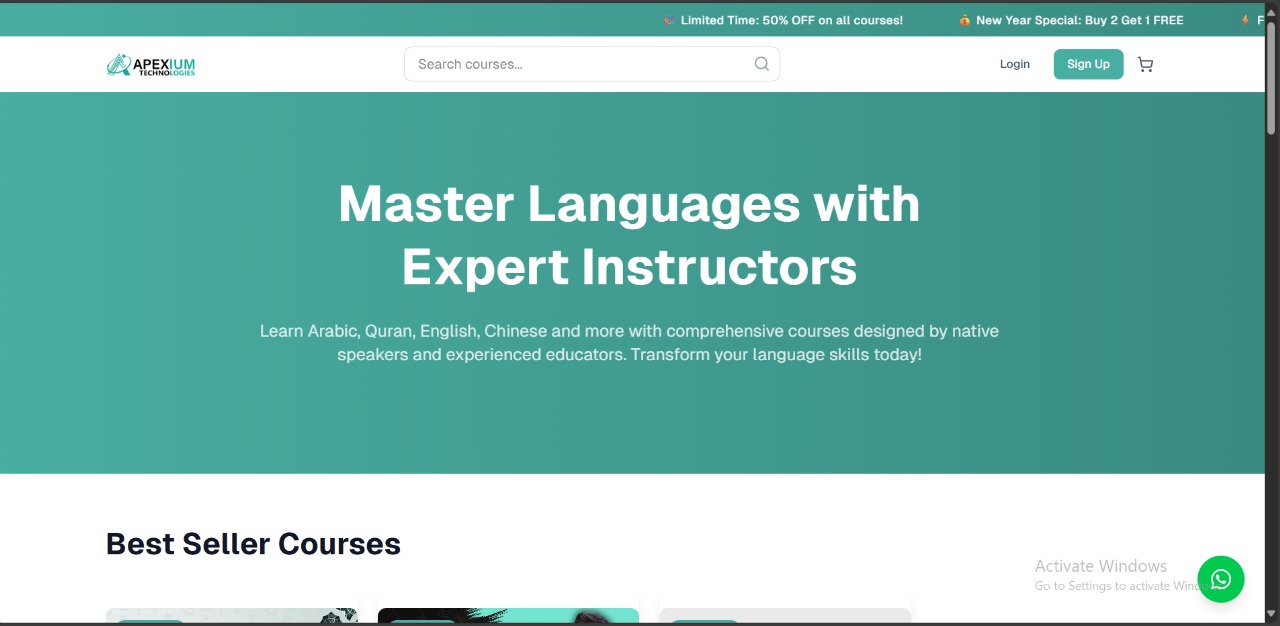 Limited Time: 50% OFF on all courses!
New Year Special: Buy 2 Get 1 FREE
F
APEXIUM
TECHNOLOGIES
Search courses...
Login
Sign Up
Master Languages with
Expert Instructors
Learn Arabic, Quran, English, Chinese and more with comprehensive courses designed by native
speakers and experienced educators. Transform your language skills today!
Best Seller Courses
Activate Windows
Go to Settings to activate Windows.